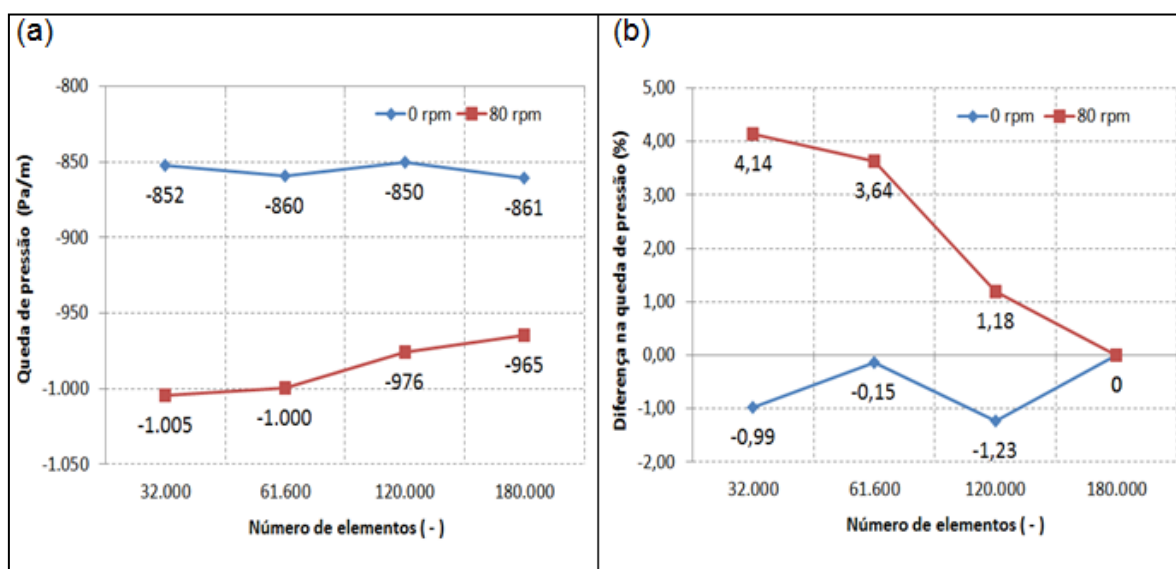 (a)
Queda de pressão (Pa/m)
-800
-850
-900
-950
-1.000
-1.050
0 rpm 80 rpm
-852
-860
-850
-861
-1.005
-1.000
-976
-965
32.000 61.600 120.000 180.000
Número de elementos ( - )
(b)
Diferença na queda de pressão (%)
5,00
4,00
3,00
2,00
1,00
0,00
-1,00
-2,00
0 rpm 80 rpm
4,14
3,64
1,18
0
-0,99
-0,15
-1,23
32.000 61.600 120.000 180.000
Número de elementos ( - )